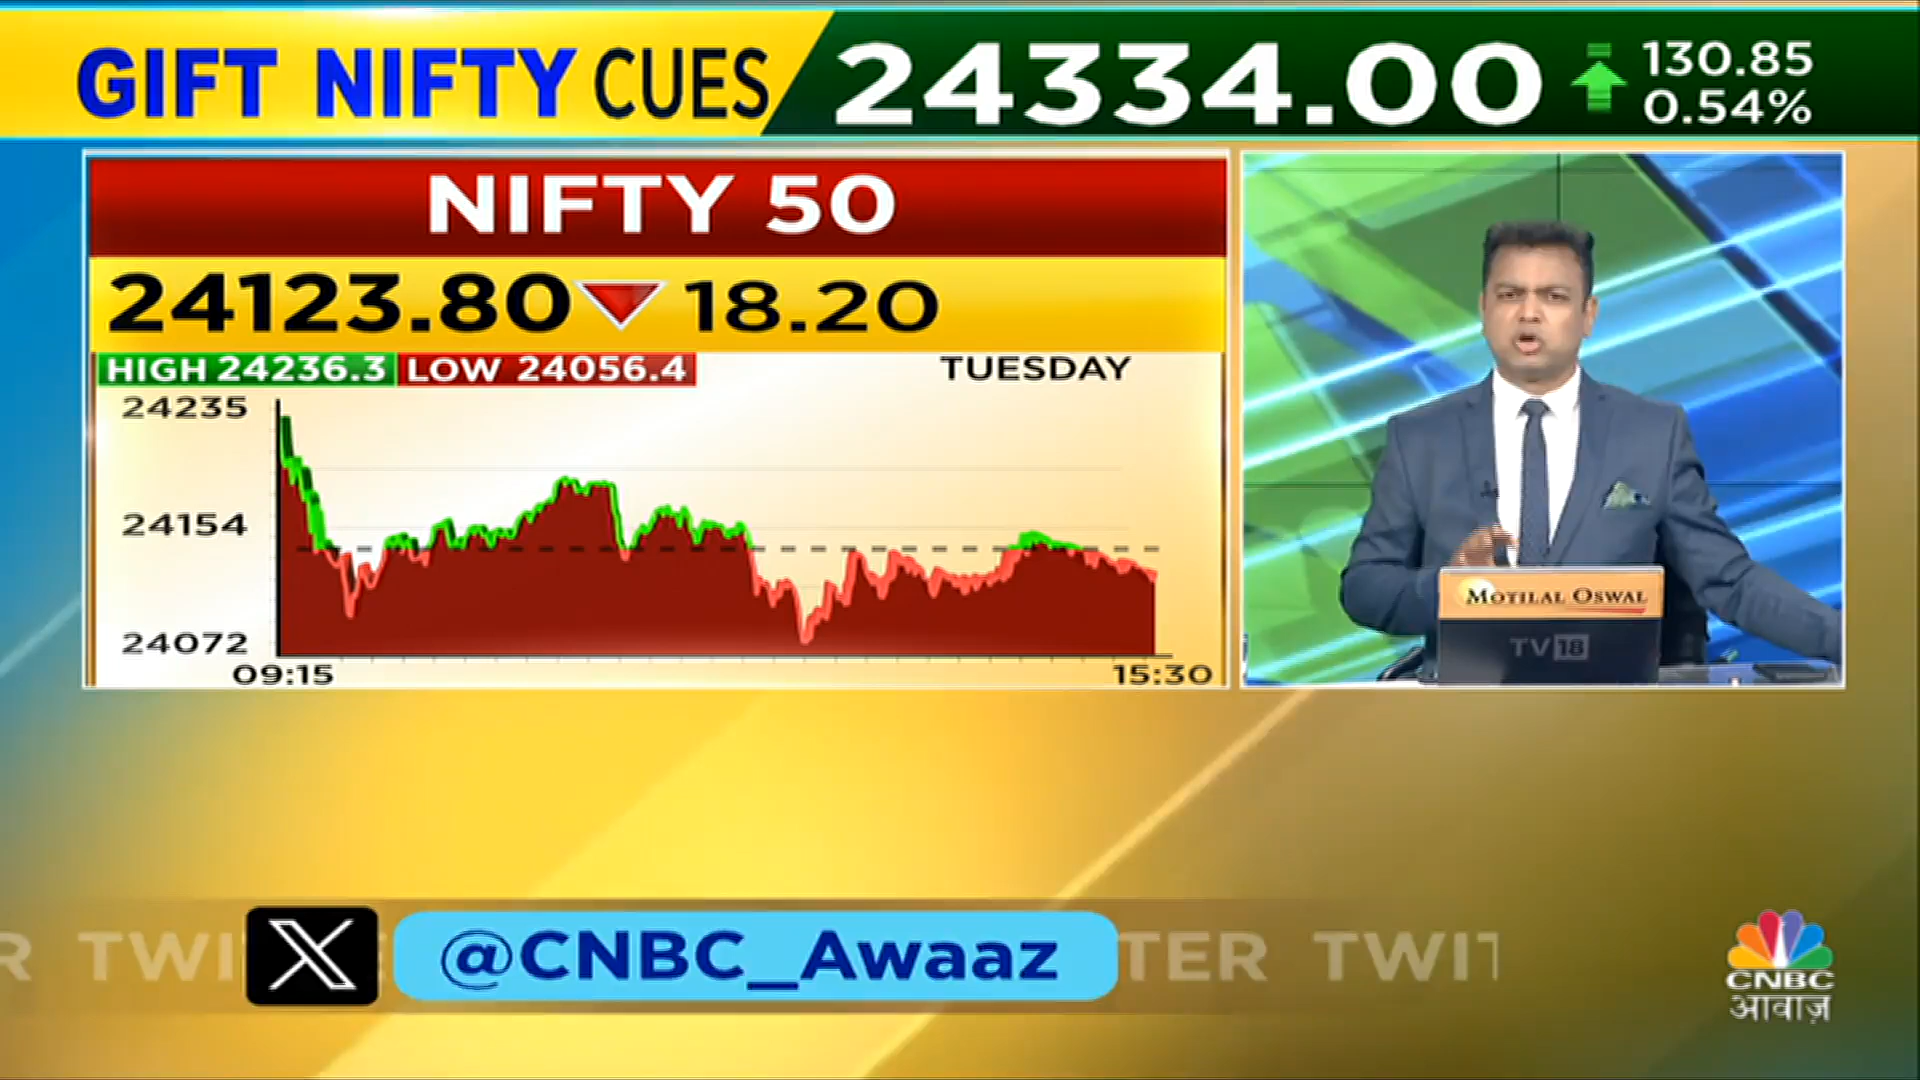 GIFT NIFTY CUES
24334.00
130.85
0.54%
NIFTY 50
24123.80 18.20
HIGH 24236.3 LOW 24056.4
TUESDAY
24235
24154
24072
09:15
15:30
MOTILAL OSWAL
TV18
R TWI
@CNBC_Awaaz
TER TWIT
CNBC
आवाज़